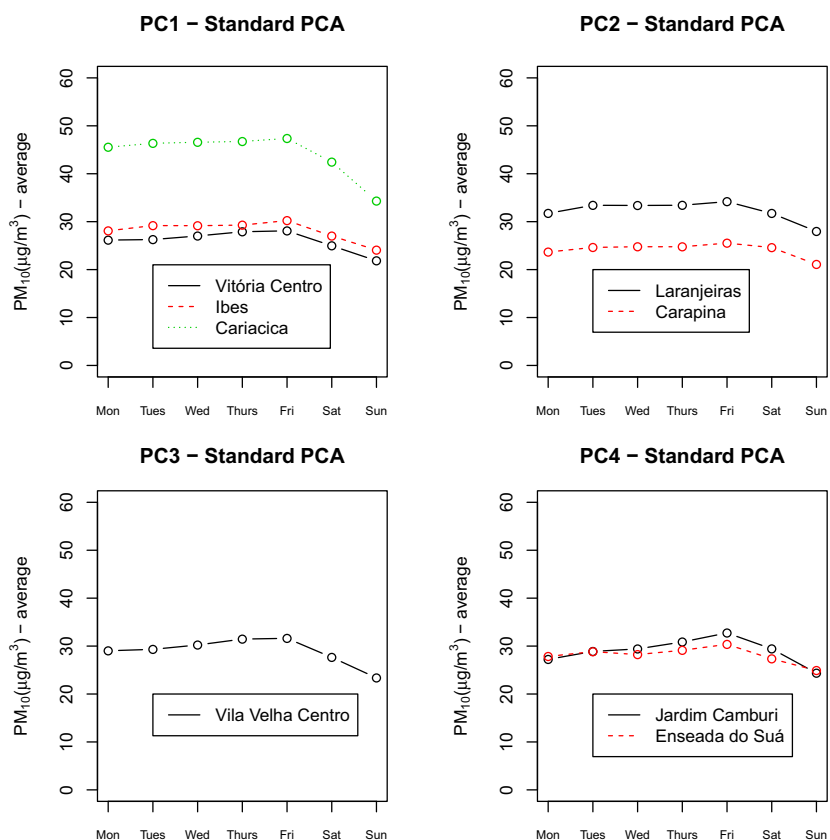 PC1 − Standard PCA
PM₁₀(μg/m³) − average
60
50
40
30
20
10
0
Vitória Centro
Ibes
Cariacica
Mon Tues Wed Thurs Fri Sat Sun
PC2 − Standard PCA
PM₁₀(μg/m³) − average
60
50
40
30
20
10
0
Laranjeiras
Carapina
Mon Tues Wed Thurs Fri Sat Sun
PC3 − Standard PCA
PM₁₀(μg/m³) − average
60
50
40
30
20
10
0
Vila Velha Centro
Mon Tues Wed Thurs Fri Sat Sun
PC4 − Standard PCA
PM₁₀(μg/m³) − average
60
50
40
30
20
10
0
Jardim Camburi
Enseada do Suá
Mon Tues Wed Thurs Fri Sat Sun